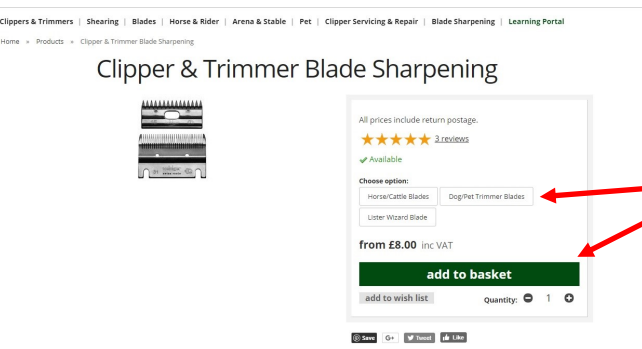 Clippers & Trimmers | Shearing | Blades | Horse & Rider | Arena & Stable | Pet | Clipper Servicing & Repair | Blade Sharpening | Learning Portal
Home » Products » Clipper & Trimmer Blade Sharpening
Clipper & Trimmer Blade Sharpening
All prices include return postage.
3 reviews
Available
Choose option:
Horse/Cattle Blades Dog/Pet Trimmer Blades
Lister Wizard Blade
from £8.00 inc VAT
add to basket
add to wish list Quantity: 1
Save G+ Tweet Like